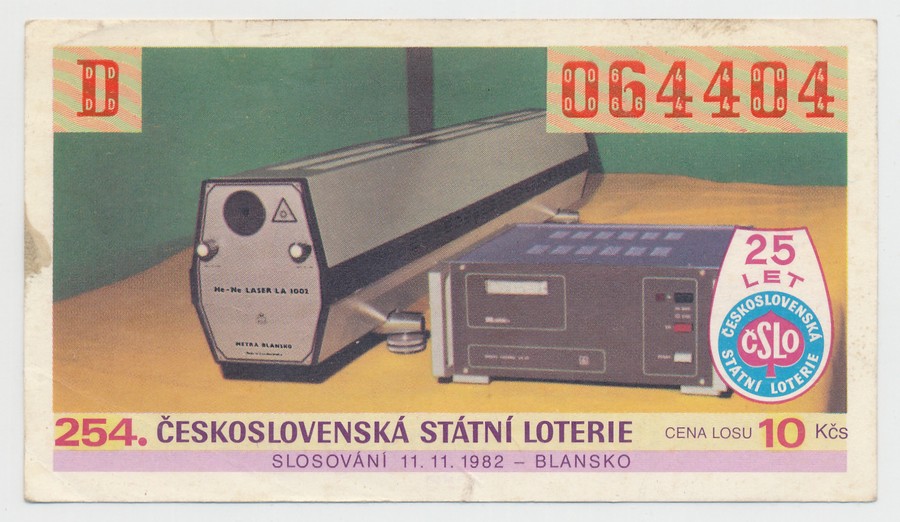 D
064404
He-Ne LASER LA 1002
METRA BLANSKO
25
LET
ČESKOSLOVENSKÁ
STÁTNÍ LOTERIE
ČSLO
254. ČESKOSLOVENSKÁ STÁTNÍ LOTERIE CENA LOSU 10 Kčs
SLOSOVÁNÍ 11. 11. 1982 – BLANSKO